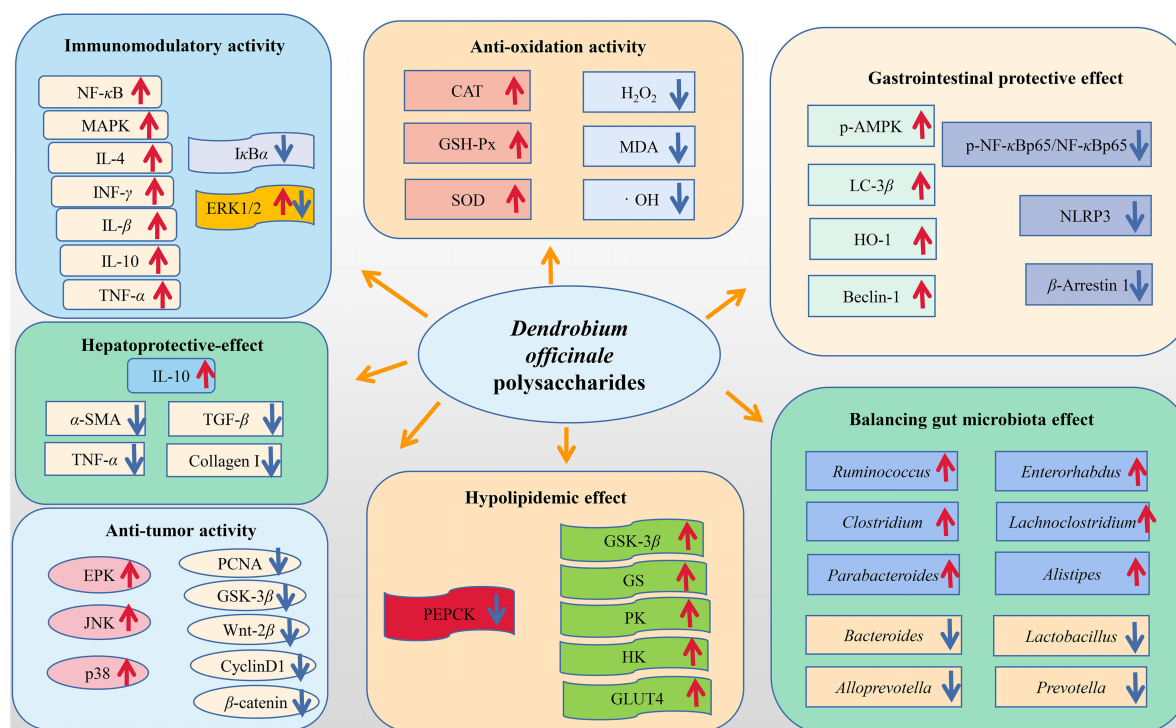 Immunomodulatory activity
NF-κB
MAPK
IL-4
INF-γ
IL-β
IL-10
TNF-α
IκBα
ERK1/2
Anti-oxidation activity
CAT
GSH-Px
SOD
H₂O₂
MDA
· OH
Gastrointestinal protective effect
p-AMPK
LC-3β
HO-1
Beclin-1
p-NF-κBp65/NF-κBp65
NLRP3
β-Arrestin 1
Dendrobium
officinale
polysaccharides
Hepatoprotective-effect
IL-10
α-SMA
TGF-β
TNF-α
Collagen I
Anti-tumor activity
EPK
JNK
p38
PCNA
GSK-3β
Wnt-2β
CyclinD1
β-catenin
Hypolipidemic effect
PEPCK
GSK-3β
GS
PK
HK
GLUT4
Balancing gut microbiota effect
Ruminococcus
Enterorhabdus
Clostridium
Lachnoclostridium
Parabacteroides
Alistipes
Bacteroides
Lactobacillus
Alloprevotella
Prevotella